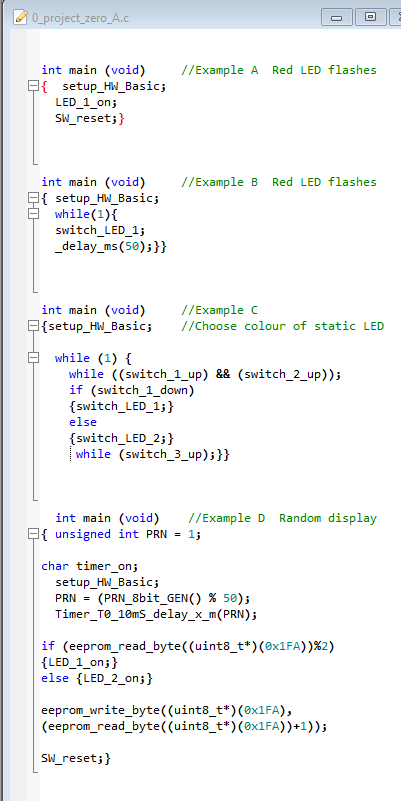 0_project_zero_A.c
int main (void)     //Example A  Red LED flashes
{  setup_HW_Basic;
LED_1_on;
SW_reset;}
int main (void)     //Example B  Red LED flashes
{ setup_HW_Basic;
while(1){
switch_LED_1;
_delay_ms(50);}}
int main (void)     //Example C
{setup_HW_Basic;    //Choose colour of static LED
while (1) {
while ((switch_1_up) && (switch_2_up));
if (switch_1_down)
{switch_LED_1;}
else
{switch_LED_2;}
while (switch_3_up);}}
int main (void)    //Example D  Random display
{ unsigned int PRN = 1;
char timer_on;
setup_HW_Basic;
PRN = (PRN_8bit_GEN() % 50);
Timer_T0_10mS_delay_x_m(PRN);
if (eeprom_read_byte((uint8_t*)(0x1FA))%2)
{LED_1_on;}
else {LED_2_on;}
eeprom_write_byte((uint8_t*)(0x1FA),
(eeprom_read_byte((uint8_t*)(0x1FA))+1));
SW_reset;}